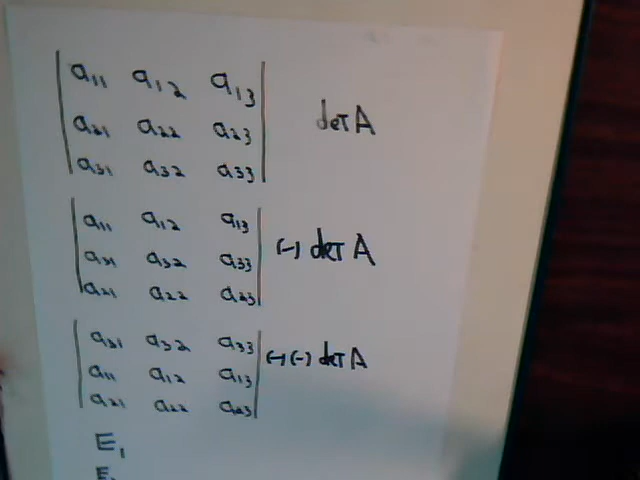 a₁₁ a₁₂ a₁₃
a₂₁ a₂₂ a₂₃ det A
a₃₁ a₃₂ a₃₃
a₁₁ a₁₂ a₁₃
a₃₁ a₃₂ a₃₃ (-) det A
a₂₁ a₂₂ a₂₃
a₃₁ a₃₂ a₃₃
a₁₁ a₁₂ a₁₃ (-)(-) det A
a₂₁ a₂₂ a₂₃
E₁